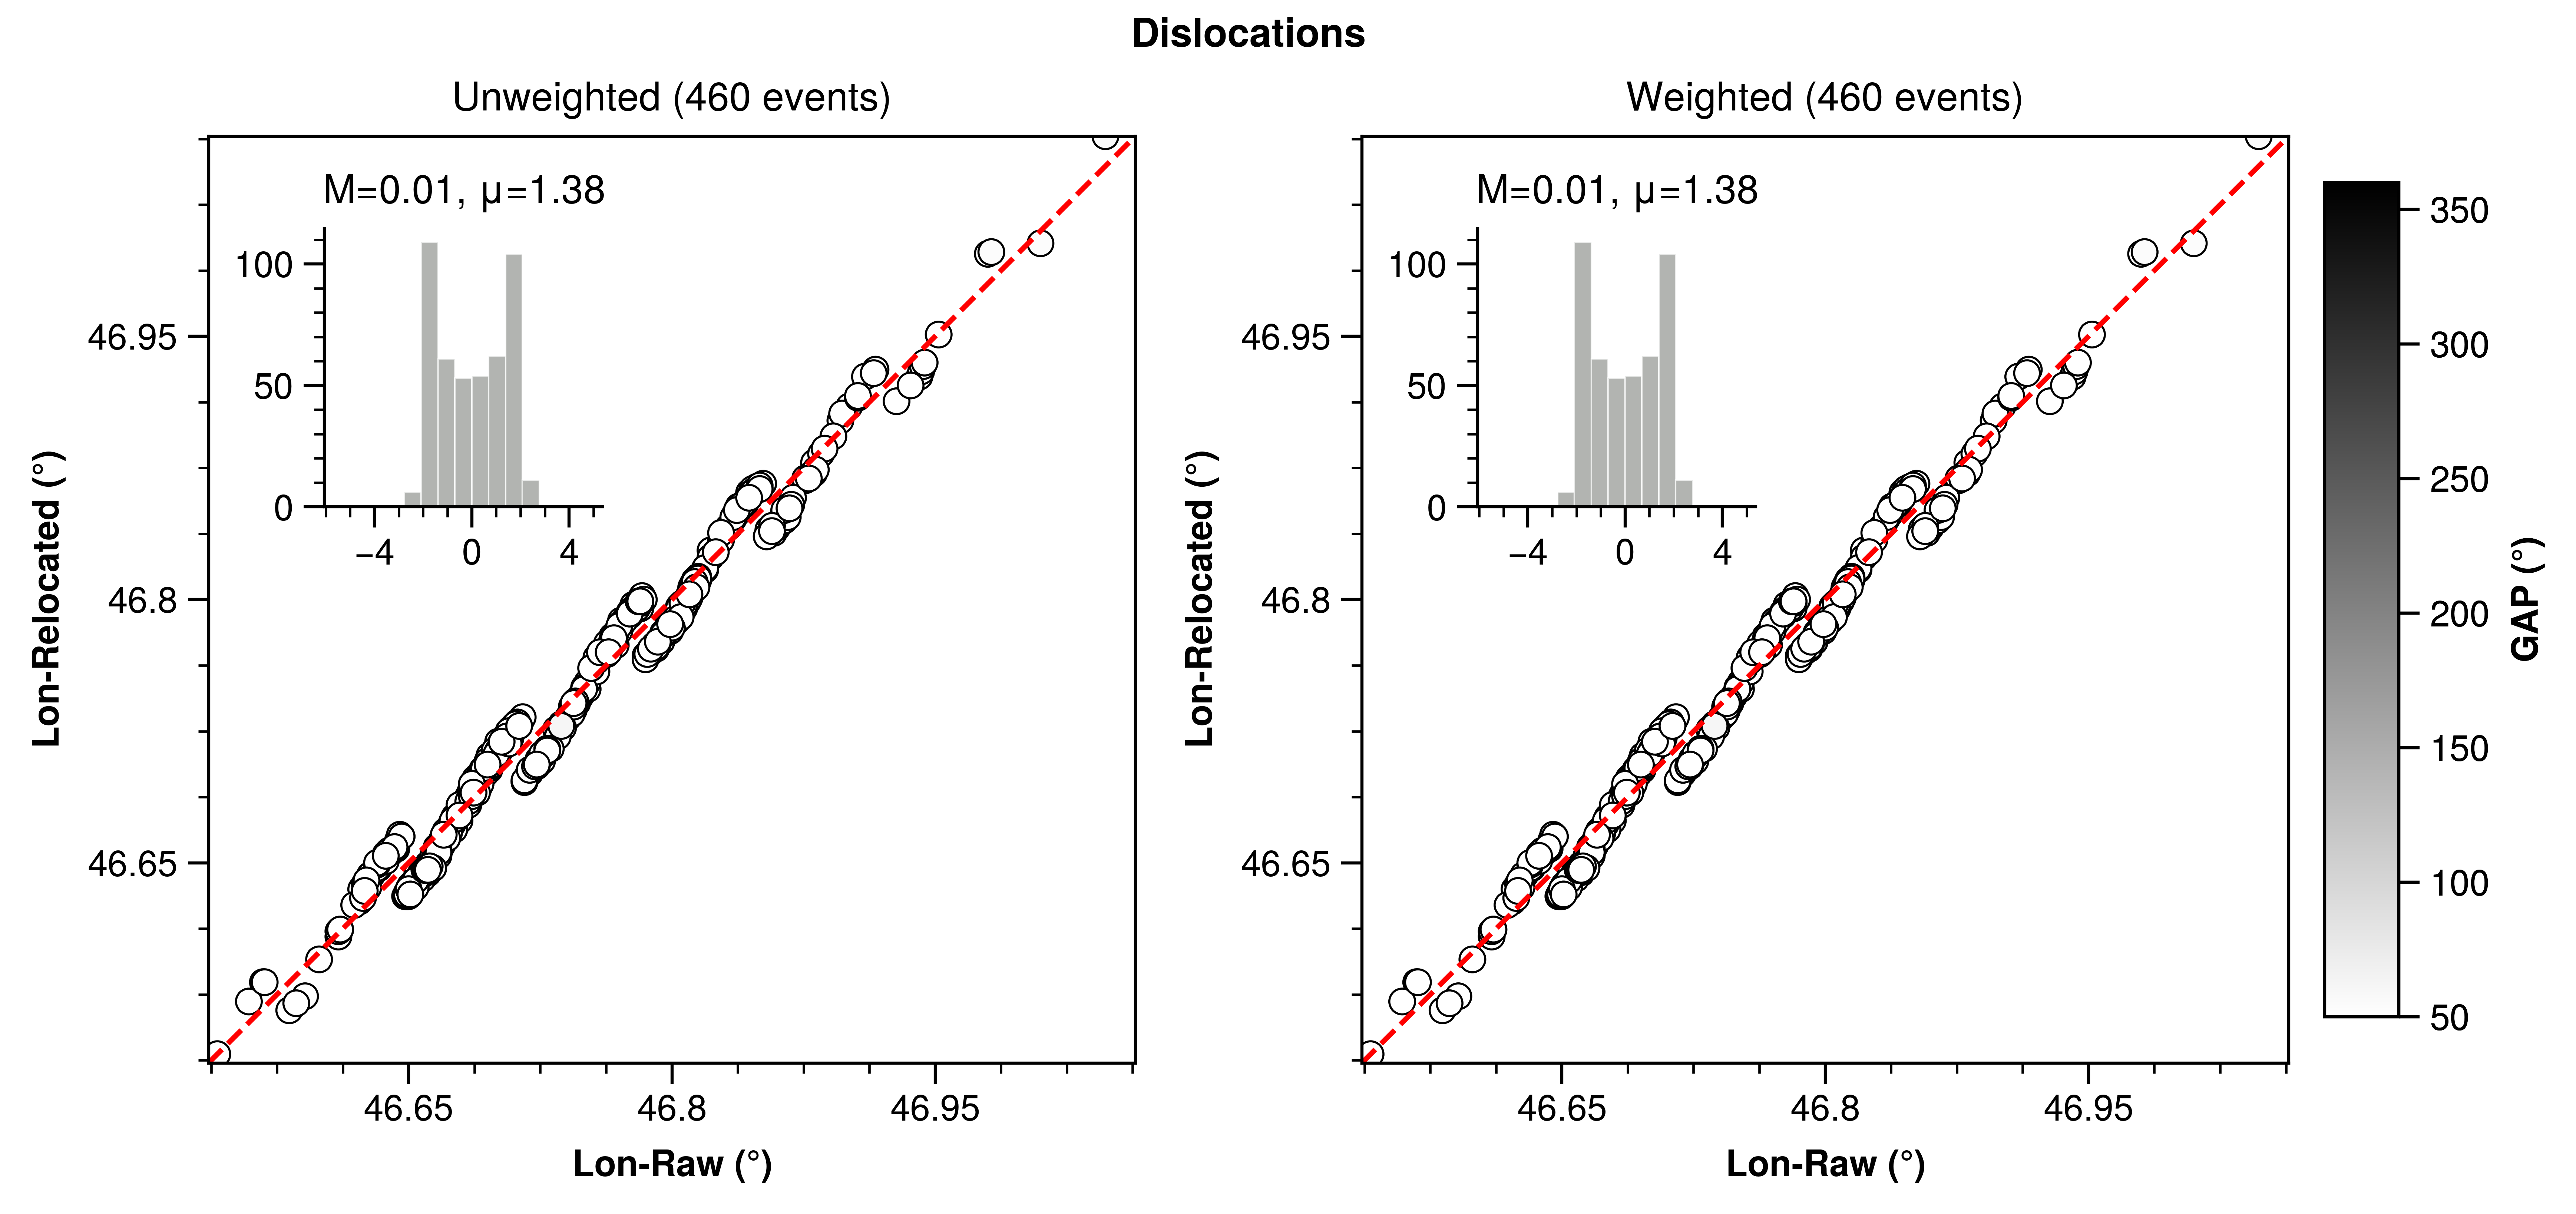 Dislocations
Unweighted (460 events)
M=0.01, μ=1.38
100
50
0
−4 0 4
46.95
46.8
46.65
46.65 46.8 46.95
Lon-Relocated (°)
Lon-Raw (°)
Weighted (460 events)
M=0.01, μ=1.38
100
50
0
−4 0 4
46.95
46.8
46.65
46.65 46.8 46.95
Lon-Relocated (°)
Lon-Raw (°)
350
300
250
200
150
100
50
GAP (°)